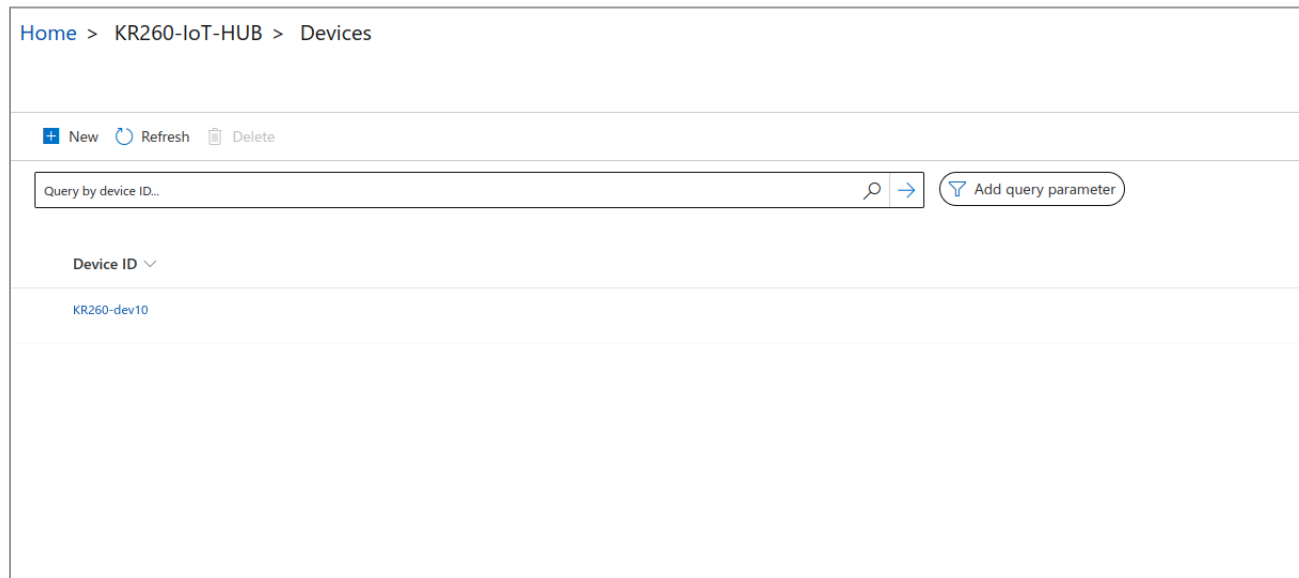 Home > KR260-IoT-HUB > Devices
New Refresh Delete
Query by device ID... Add query parameter
Device ID
KR260-dev10